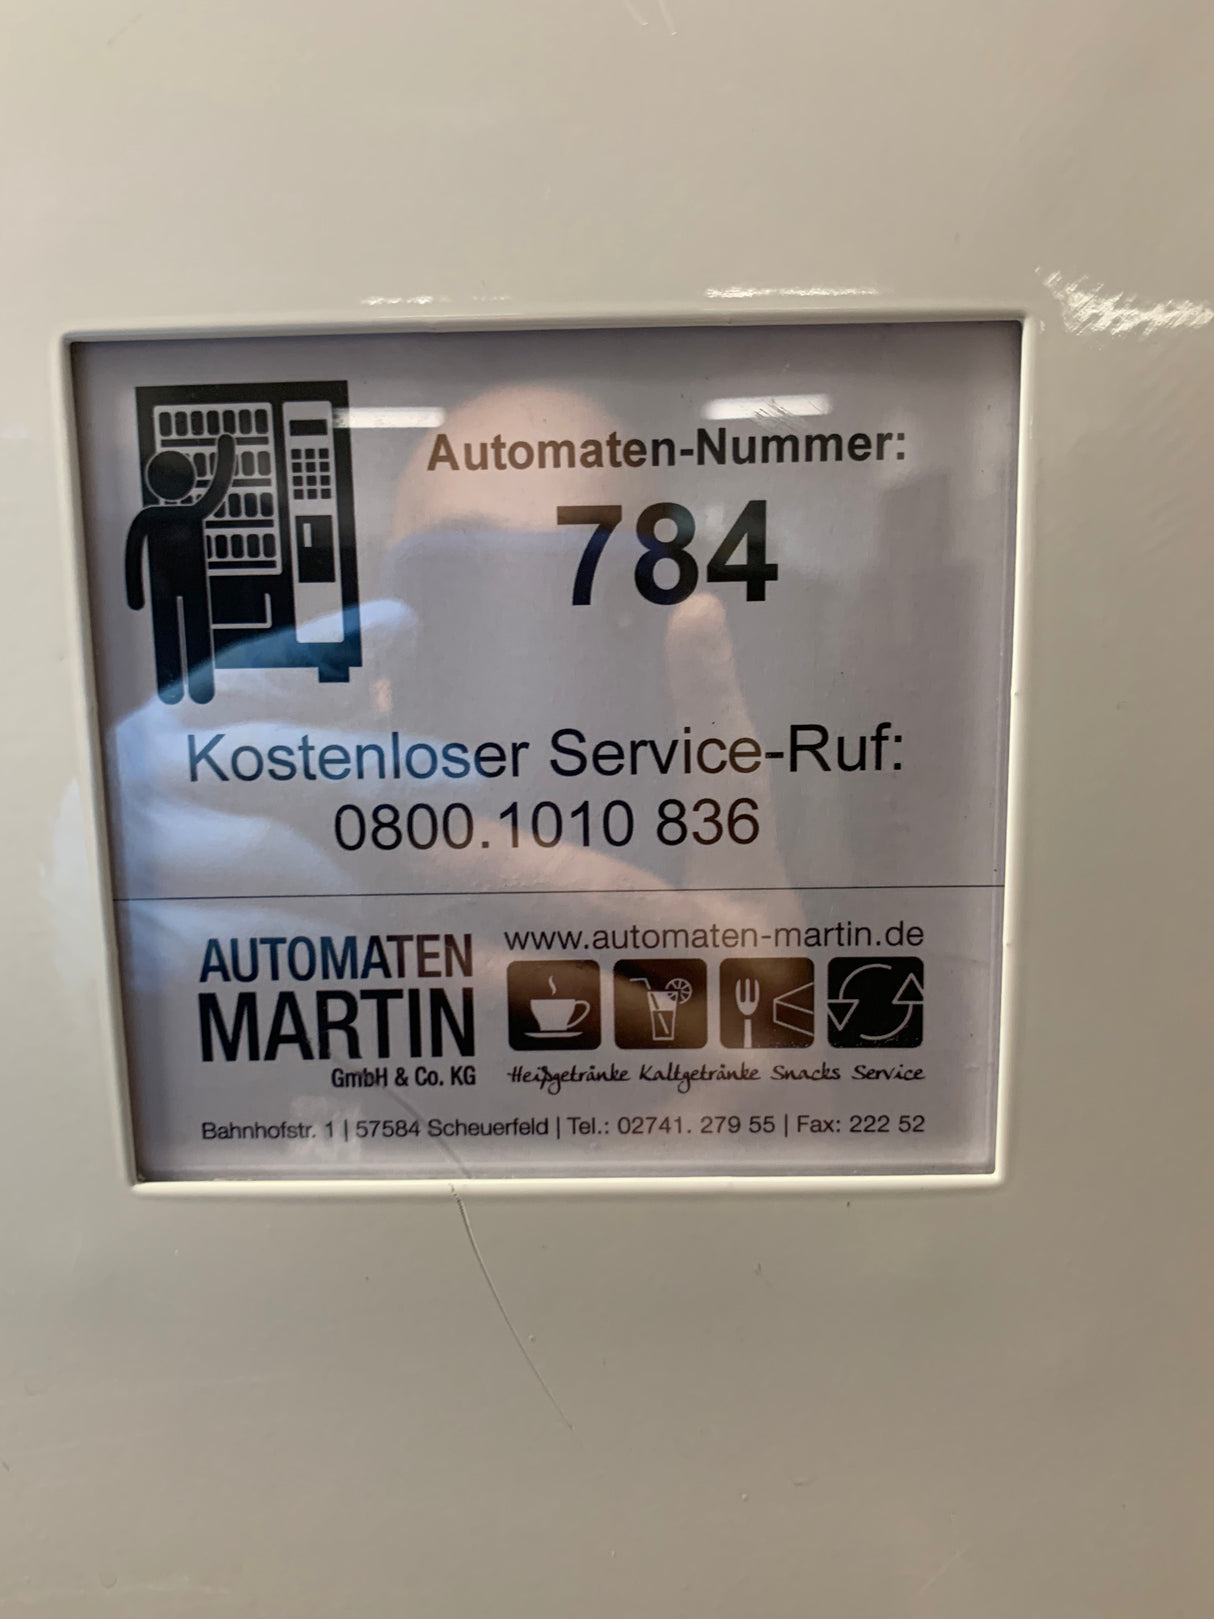 Automaten-Nummer:
784
Kostenloser Service-Ruf:
0800.1010 836
AUTOMATEN
MARTIN
GmbH & Co. KG
www.automaten-martin.de
Heißgetränke Kaltgetränke Snacks Service
Bahnhofstr. 1 | 57584 Scheuerfeld | Tel.: 02741. 279 55 | Fax: 222 52